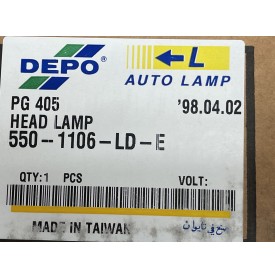 DEPO
L
AUTO LAMP
PG 405 '98.04.02
HEAD LAMP
550--1106-LD-E
QTY:1 PCS VOLT:
MADE IN TAIWAN